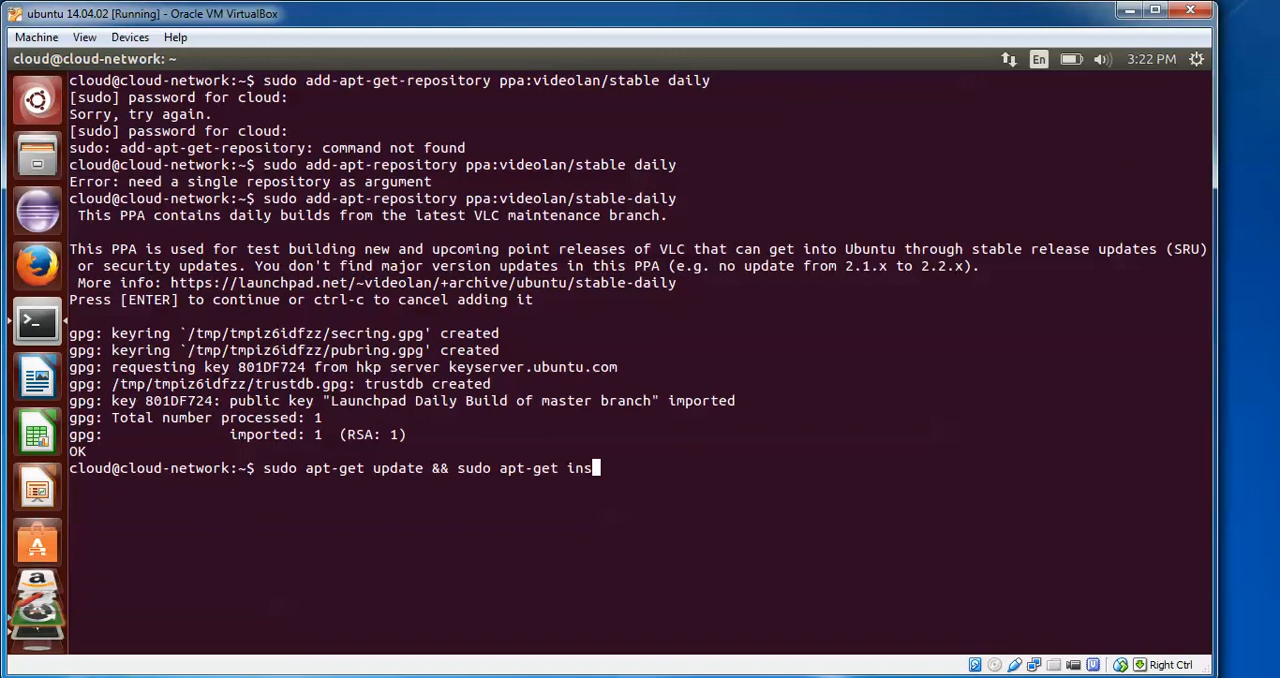 ubuntu 14.04.02 [Running] - Oracle VM VirtualBox
Machine View Devices Help
cloud@cloud-network: ~
En
3:22 PM
cloud@cloud-network:~$ sudo add-apt-get-repository ppa:videolan/stable daily
[sudo] password for cloud:
Sorry, try again.
[sudo] password for cloud:
sudo: add-apt-get-repository: command not found
cloud@cloud-network:~$ sudo add-apt-repository ppa:videolan/stable daily
Error: need a single repository as argument
cloud@cloud-network:~$ sudo add-apt-repository ppa:videolan/stable-daily
This PPA contains daily builds from the latest VLC maintenance branch.
This PPA is used for test building new and upcoming point releases of VLC that can get into Ubuntu through stable release updates (SRU)
or security updates. You don't find major version updates in this PPA (e.g. no update from 2.1.x to 2.2.x).
More info: https://launchpad.net/~videolan/+archive/ubuntu/stable-daily
Press [ENTER] to continue or ctrl-c to cancel adding it
gpg: keyring `/tmp/tmpiz6idfzz/secring.gpg' created
gpg: keyring `/tmp/tmpiz6idfzz/pubring.gpg' created
gpg: requesting key 801DF724 from hkp server keyserver.ubuntu.com
gpg: /tmp/tmpiz6idfzz/trustdb.gpg: trustdb created
gpg: key 801DF724: public key "Launchpad Daily Build of master branch" imported
gpg: Total number processed: 1
gpg: imported: 1 (RSA: 1)
OK
cloud@cloud-network:~$ sudo apt-get update && sudo apt-get ins
Right Ctrl